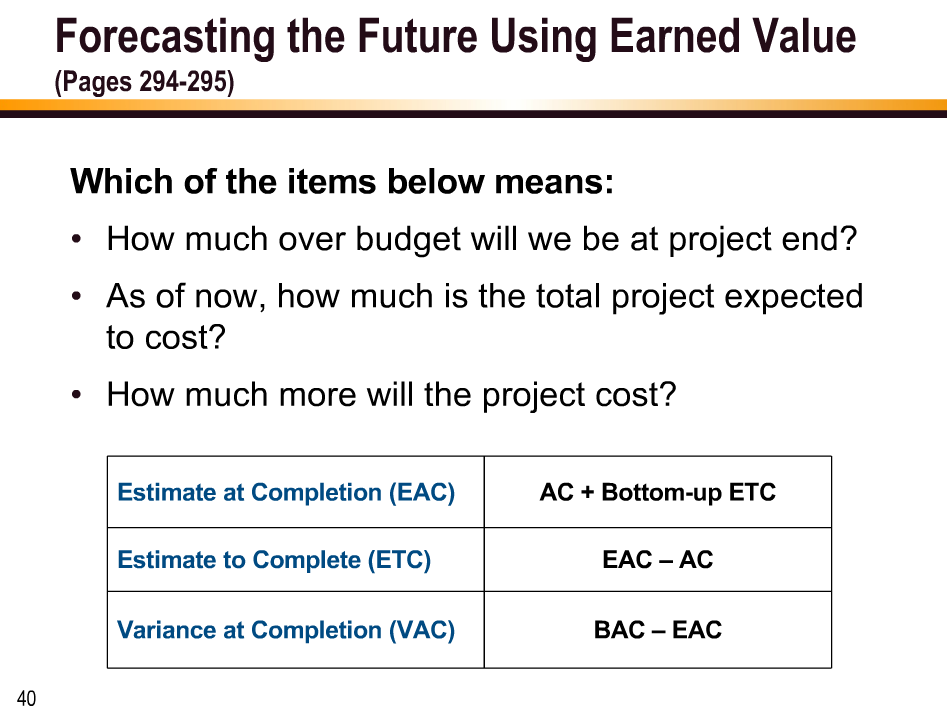 Forecasting the Future Using Earned Value
(Pages 294-295)
Which of the items below means:
• How much over budget will we be at project end?
• As of now, how much is the total project expected
to cost?
• How much more will the project cost?
Estimate at Completion (EAC) AC + Bottom-up ETC
Estimate to Complete (ETC) EAC – AC
Variance at Completion (VAC) BAC – EAC
40